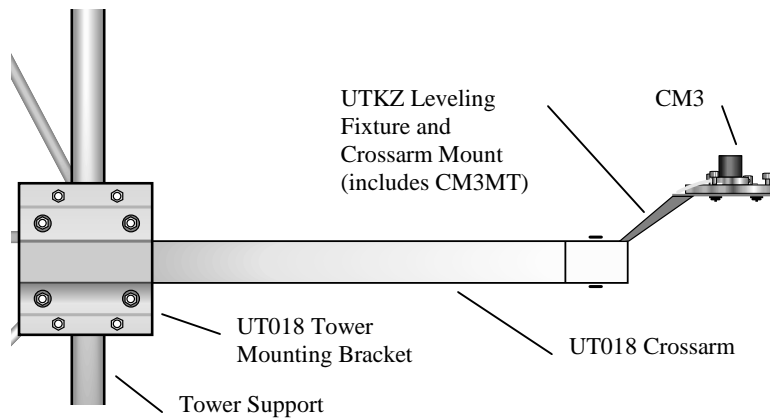 UTKZ Leveling
Fixture and
Crossarm Mount
(includes CM3MT)
CM3
UT018 Tower
Mounting Bracket
UT018 Crossarm
Tower Support